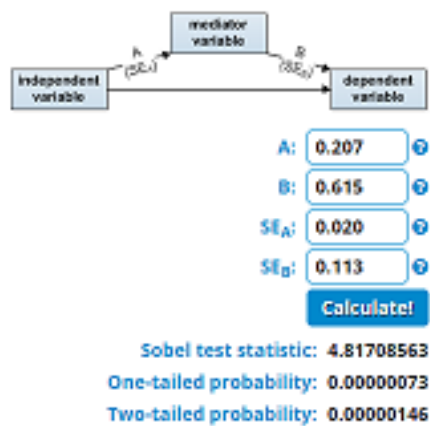 mediator
variable
A
(SEA)
B
(SEB)
independent
variable
dependent
variable
A: 0.207 ?
B: 0.615 ?
SEA: 0.020 ?
SEB: 0.113 ?
Calculate!
Sobel test statistic: 4.81708563
One-tailed probability: 0.00000073
Two-tailed probability: 0.00000146